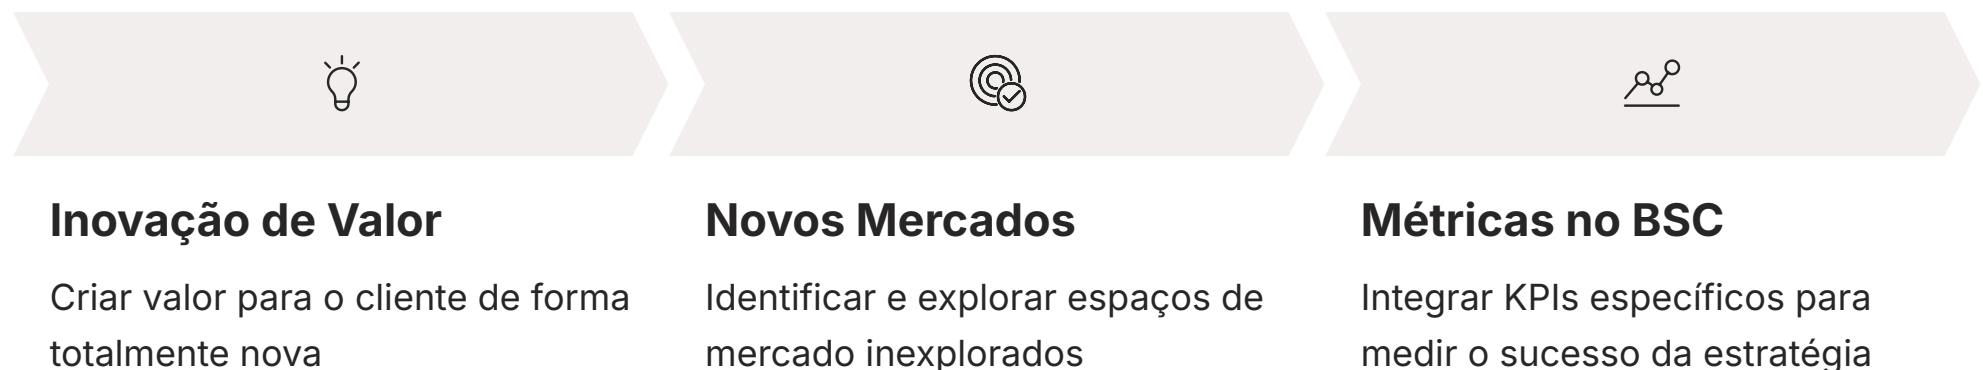 Inovação de Valor
Criar valor para o cliente de forma
totalmente nova
Novos Mercados
Identificar e explorar espaços de
mercado inexplorados
Métricas no BSC
Integrar KPIs específicos para
medir o sucesso da estratégia